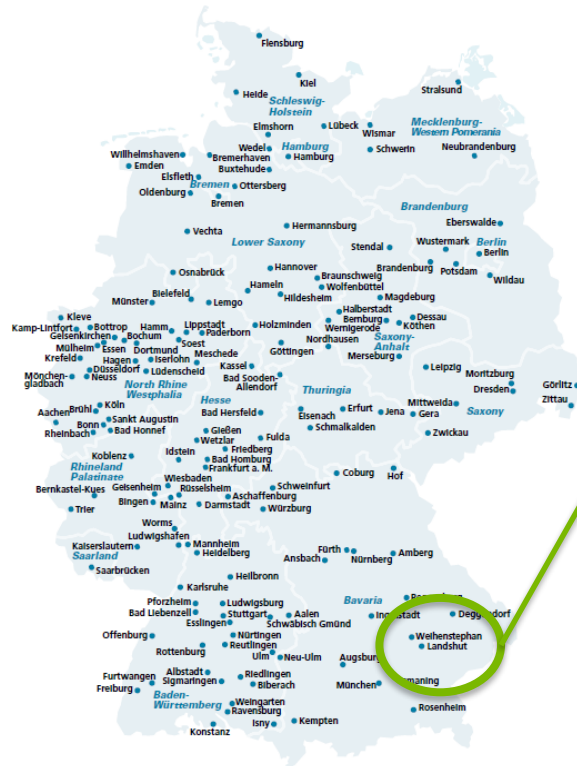 Flensburg
Kiel
Stralsund
Heide
Schleswig-
Holstein
Elmshorn
Lübeck
Wismar
Mecklenburg-
Western Pomerania
Wedel
Hamburg
Hamburg
Schwerin
Neubrandenburg
Willhelmshaven
Bremerhaven
Emden
Buxtehude
Elsfleth
Bremen
Ottersberg
Oldenburg
Bremen
Brandenburg
Eberswalde
Hermannsburg
Vechta
Lower Saxony
Stendal
Wustermark
Berlin
Berlin
Osnabrück
Hannover
Braunschweig
Brandenburg
Potsdam
Wildau
Wolfenbüttel
Hameln
Hildesheim
Magdeburg
Münster
Bielefeld
Lemgo
Halberstadt
Kleve
Kamp-Lintfort
Bottrop
Hamm
Lippstadt
Paderborn
Holzminden
Bernburg
Dessau
Köthen
Wernigerode
Gelsenkirchen
Bochum
Soest
Göttingen
Nordhausen
Saxony-
Anhalt
Mülheim
Essen
Dortmund
Merseburg
Krefeld
Hagen
Iserlohn
Meschede
Kassel
Leipzig
Moritzburg
Düsseldorf
Lüdenscheid
Mönchen-
gladbach
Neuss
Bad Sooden-
Allendorf
Dresden
Görlitz
North Rhine
Westphalia
Thuringia
Zittau
Hesse
Mittweida
Saxony
Aachen
Brühl
Köln
Bad Hersfeld
Eisenach
Erfurt
Jena
Gera
Bonn
Sankt Augustin
Rheinbach
Bad Honnef
Gießen
Schmalkalden
Zwickau
Wetzlar
Fulda
Friedberg
Koblenz
Idstein
Bad Homburg
Frankfurt a. M.
Rhineland
Palatinate
Coburg
Hof
Wiesbaden
Bernkastel-Kues
Geisenheim
Rüsselsheim
Schweinfurt
Aschaffenburg
Bingen
Mainz
Darmstadt
Würzburg
Trier
Worms
Ludwigshafen
Kaiserslautern
Mannheim
Heidelberg
Fürth
Nürnberg
Amberg
Ansbach
Saarland
Saarbrücken
Heilbronn
Karlsruhe
Bavaria
Pforzheim
Ludwigsburg
Bad Liebenzell
Stuttgart
Aalen
Schwäbisch Gmünd
Esslingen
Offenburg
Nürtingen
Weihenstephan
Landshut
Rottenburg
Reutlingen
Ulm
Neu-Ulm
Augsburg
Furtwangen
Albstadt
Sigmaringen
Riedlingen
Biberach
München
Freiburg
Baden-
Württemberg
Weingarten
Ravensburg
Rosenheim
Konstanz
Isny
Kempten